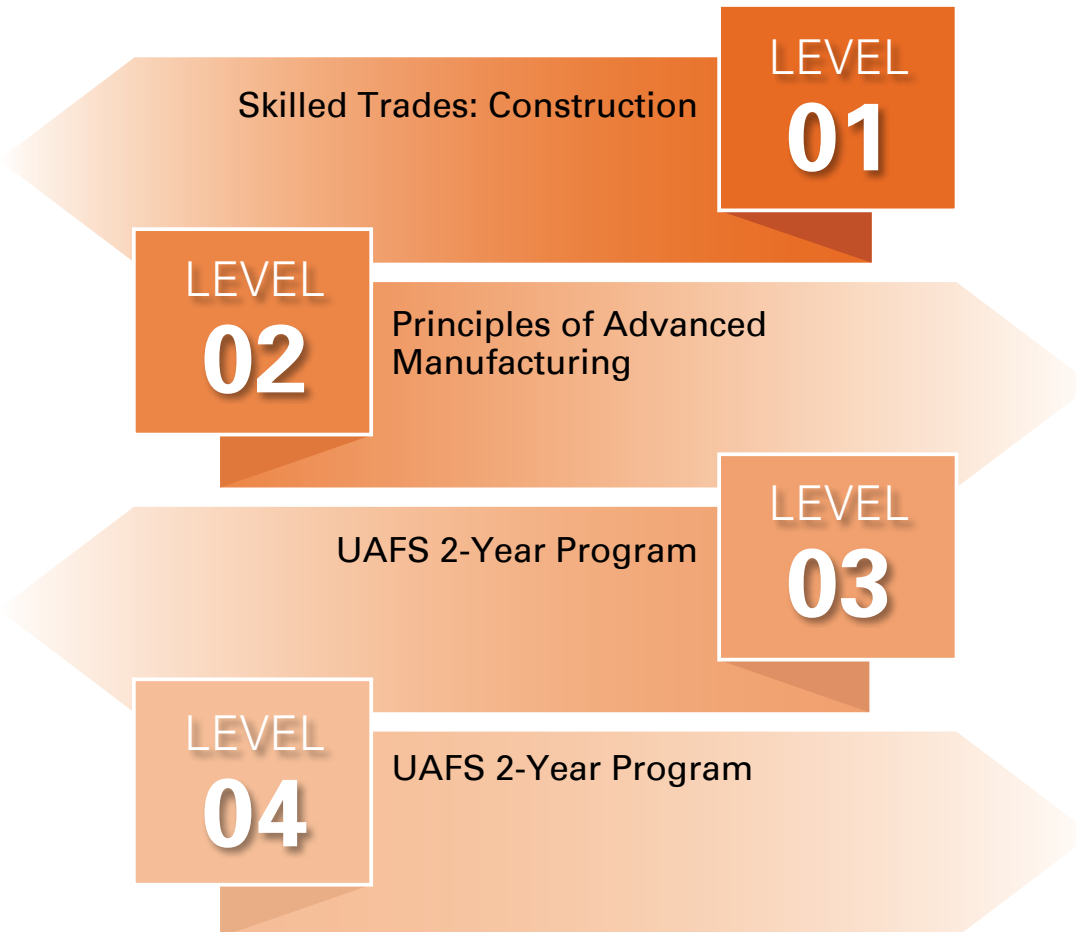 LEVEL
01
Skilled Trades: Construction
LEVEL
02
Principles of Advanced
Manufacturing
LEVEL
03
UAFS 2-Year Program
LEVEL
04
UAFS 2-Year Program